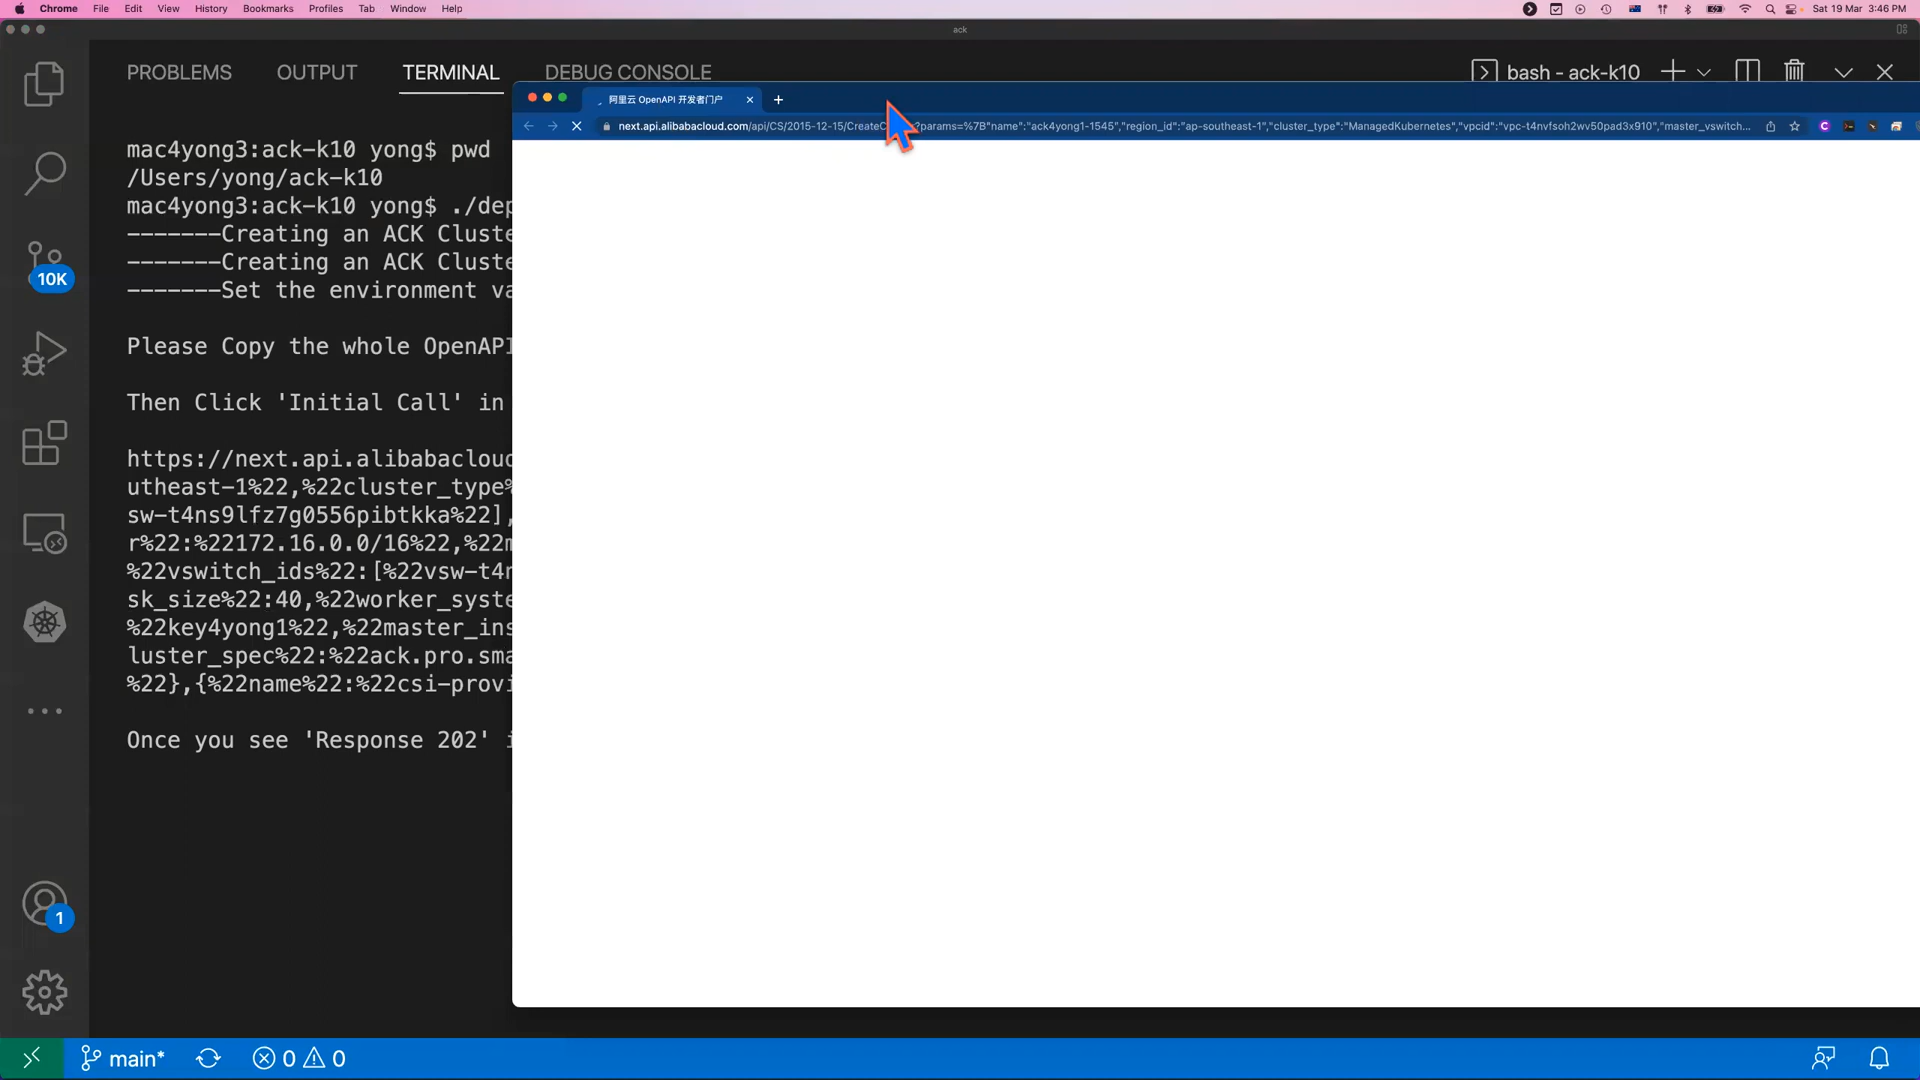 Chrome File Edit View History Bookmarks Profiles Tab Window Help Sat 19 Mar 3:46 PM
ack
PROBLEMS OUTPUT TERMINAL DEBUG CONSOLE bash - ack-k10
阿里云 OpenAPI 开发者门户
next.api.alibabacloud.com/api/CS/2015-12-15/CreateC ?params=%7B"name":"ack4yong1-1545","region_id":"ap-southeast-1","cluster_type":"ManagedKubernetes","vpcid":"vpc-t4nvfsoh2wv50pad3x910","master_vswitch...
mac4yong3:ack-k10 yong$ pwd
/Users/yong/ack-k10
mac4yong3:ack-k10 yong$ ./dep
-------Creating an ACK Cluste
-------Creating an ACK Cluste
-------Set the environment va
Please Copy the whole OpenAPI
Then Click 'Initial Call' in
https://next.api.alibabacloud
utheast-1%22,%22cluster_type%
sw-t4ns9lfz7g0556pibtkka%22],
r%22:%22172.16.0.0/16%22,%22m
%22vswitch_ids%22:[%22vsw-t4n
sk_size%22:40,%22worker_syste
%22key4yong1%22,%22master_ins
luster_spec%22:%22ack.pro.sma
%22},{%22name%22:%22csi-provi
Once you see 'Response 202' i
10K
1
main* 0 0